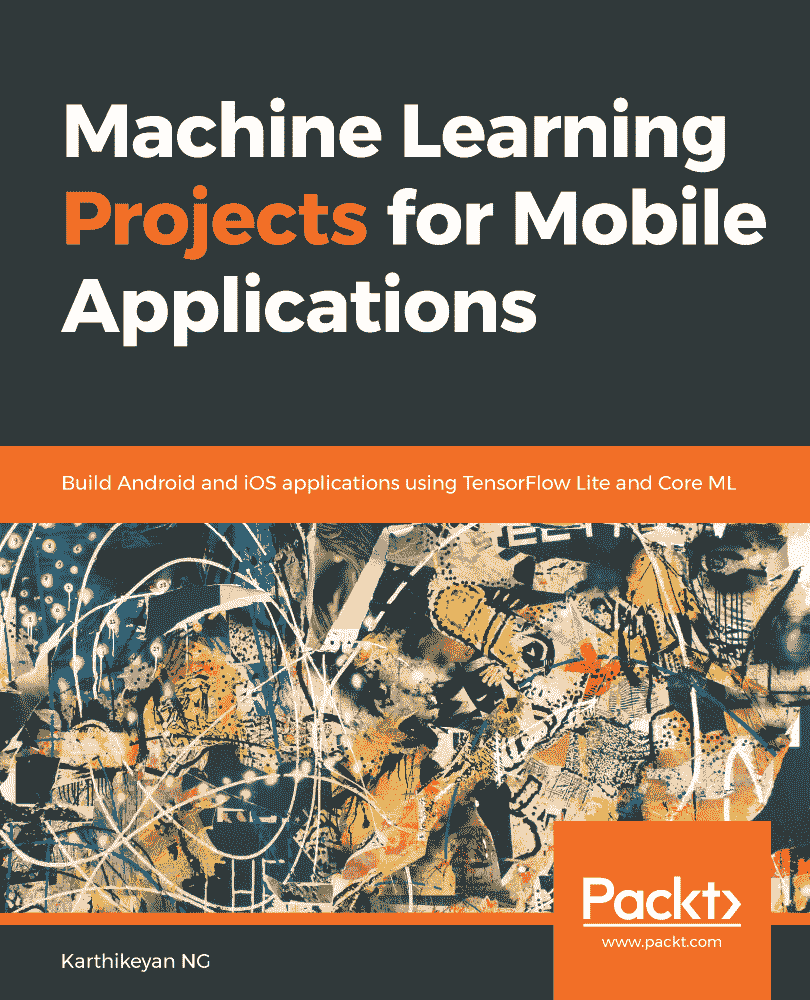 Machine Learning
Projects for Mobile
Applications
Build Android and iOS applications using TensorFlow Lite and Core ML
Packt>
www.packt.com
Karthikeyan NG